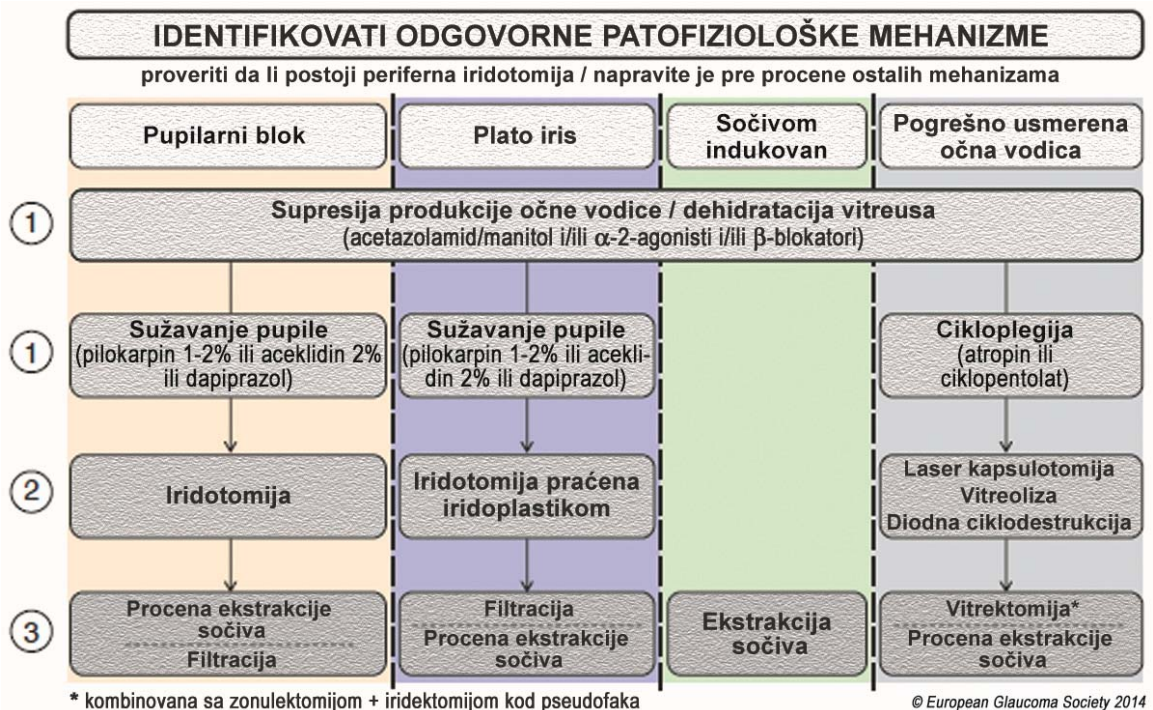 IDENTIFIKOVATI ODGOVORNE PATOFIZIOLOŠKE MEHANIZME
proveriti da li postoji periferna iridotomija / napravite je pre procene ostalih mehanizama
Pupilarni blok
Plato iris
Sočivom
indukovan
Pogrešno usmerena
očna vodica
1
Supresija produkcije očne vodice / dehidratacija vitreusa
(acetazolamid/manitol i/ili α-2-agonisti i/ili β-blokatori)
1
Sužavanje pupile
(pilokarpin 1-2% ili aceklidin 2%
ili dapiprazol)
Sužavanje pupile
(pilokarpin 1-2% ili acekli-
din 2% ili dapiprazol)
Cikloplegija
(atropin ili
ciklopentolat)
2
Iridotomija
Iridotomija praćena
iridoplastikom
Laser kapsulotomija
Vitreoliza
Diodna ciklodestrukcija
3
Procena ekstrakcije
sočiva
Filtracija
Filtracija
Procena ekstrakcije
sočiva
Ekstrakcija
sočiva
Vitrektomija*
Procena ekstrakcije
sočiva
* kombinovana sa zonulektomijom + iridektomijom kod pseudofaka
© European Glaucoma Society 2014